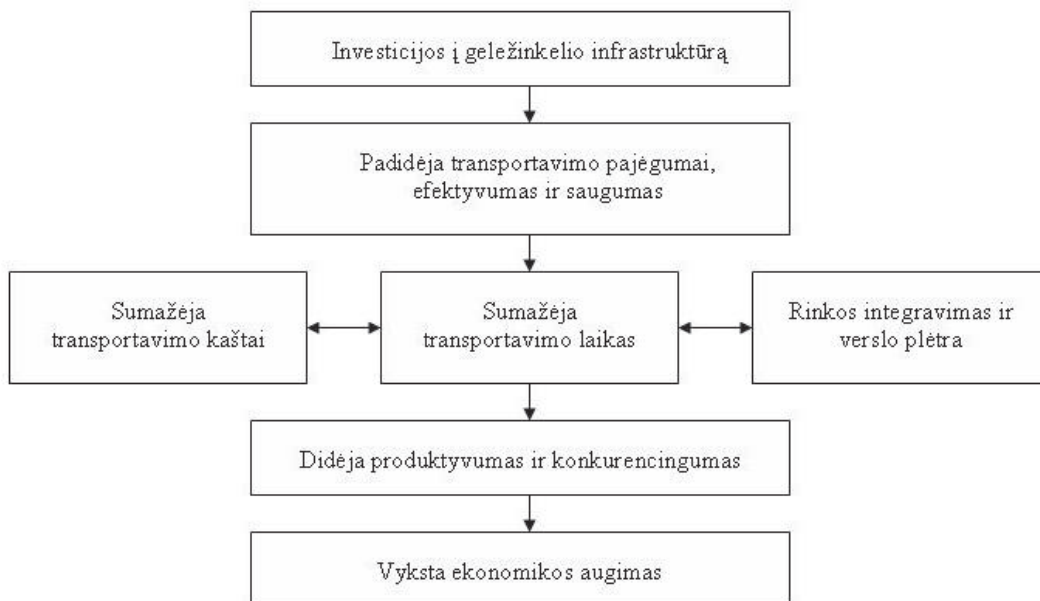 Investicijos į geležinkelio infrastruktūrą
Padidėja transportavimo pajėgumai,
efektyvumas ir saugumas
Sumažėja
transportavimo kaštai
Sumažėja
transportavimo laikas
Rinkos integravimas ir
verslo plėtra
Didėja produktyvumas ir konkurencingumas
Vyksta ekonomikos augimas